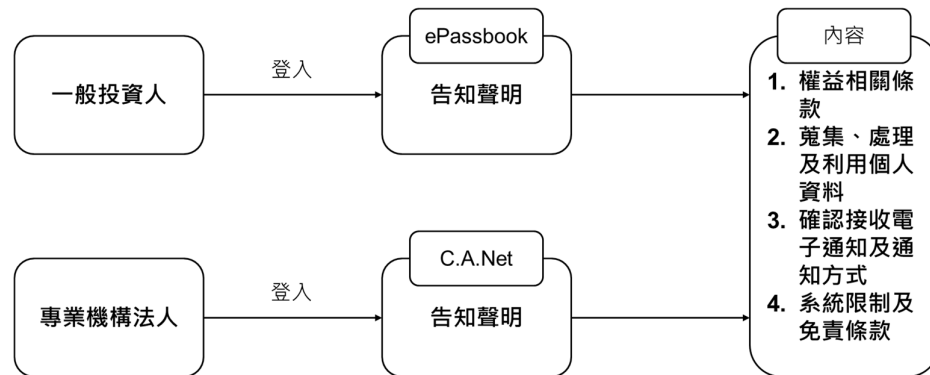 ePassbook
內容
一般投資人
登入
告知聲明
1. 權益相關條
款
2. 蒐集、處理
及利用個人
資料
3. 確認接收電
子通知及通
知方式
4. 系統限制及
免責條款
C.A.Net
專業機構法人
登入
告知聲明